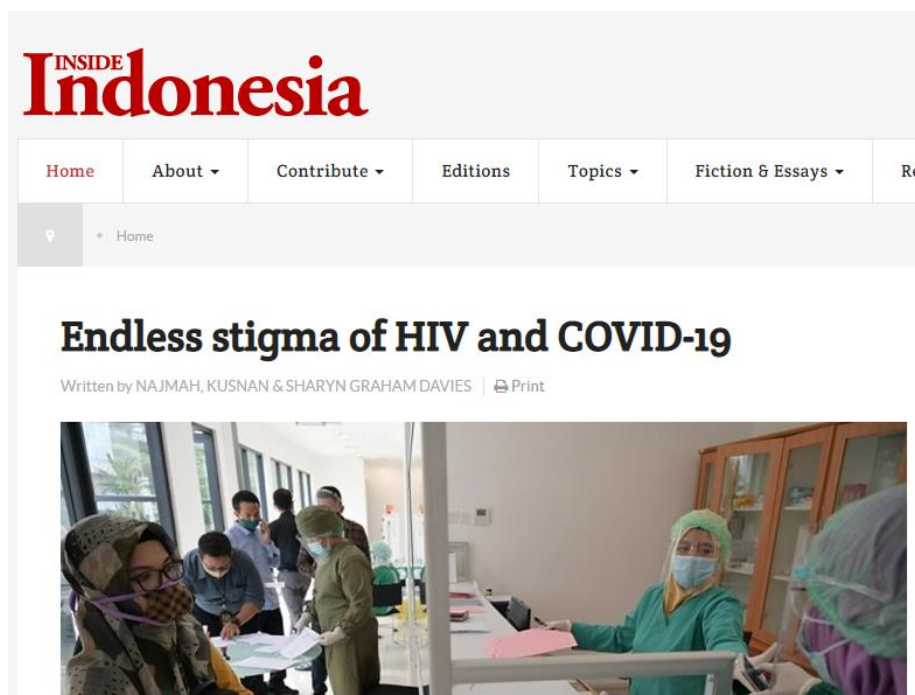 INSIDE
Indonesia
Home About Contribute Editions Topics Fiction & Essays
Home
Endless stigma of HIV and COVID-19
Written by NAJMAH, KUSNAN & SHARYN GRAHAM DAVIES Print